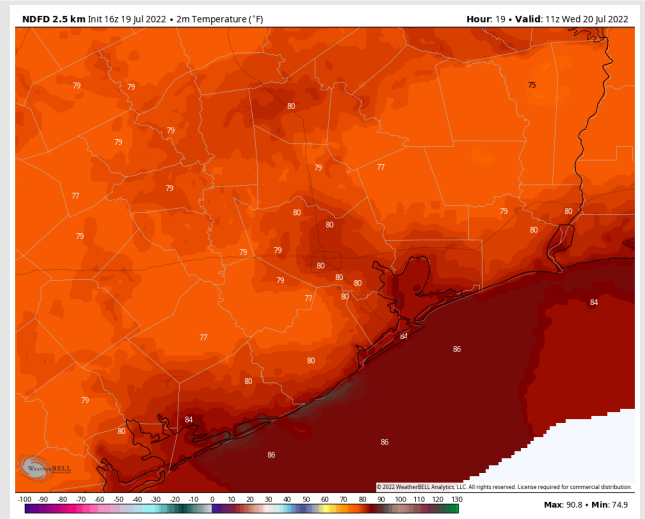 NDFD 2.5 km Init 16z 19 Jul 2022 • 2m Temperature (°F)
Hour: 19 • Valid: 11z Wed 20 Jul 2022
79 79 75
80
79
79
79 77
79
77
80 79 80
80 80
79
79 79
80
80
79 80
77 80
84
77 84
86
80
80
79
84
80
86
86
WEATHERBELL
© 2022 WeatherBELL Analytics, LLC. All rights reserved. License required for commercial distribution.
-100 -90 -80 -70 -60 -50 -40 -30 -20 -10 0 10 20 30 40 50 60 70 80 90 100 110 120 130
Max: 90.8 • Min: 74.9